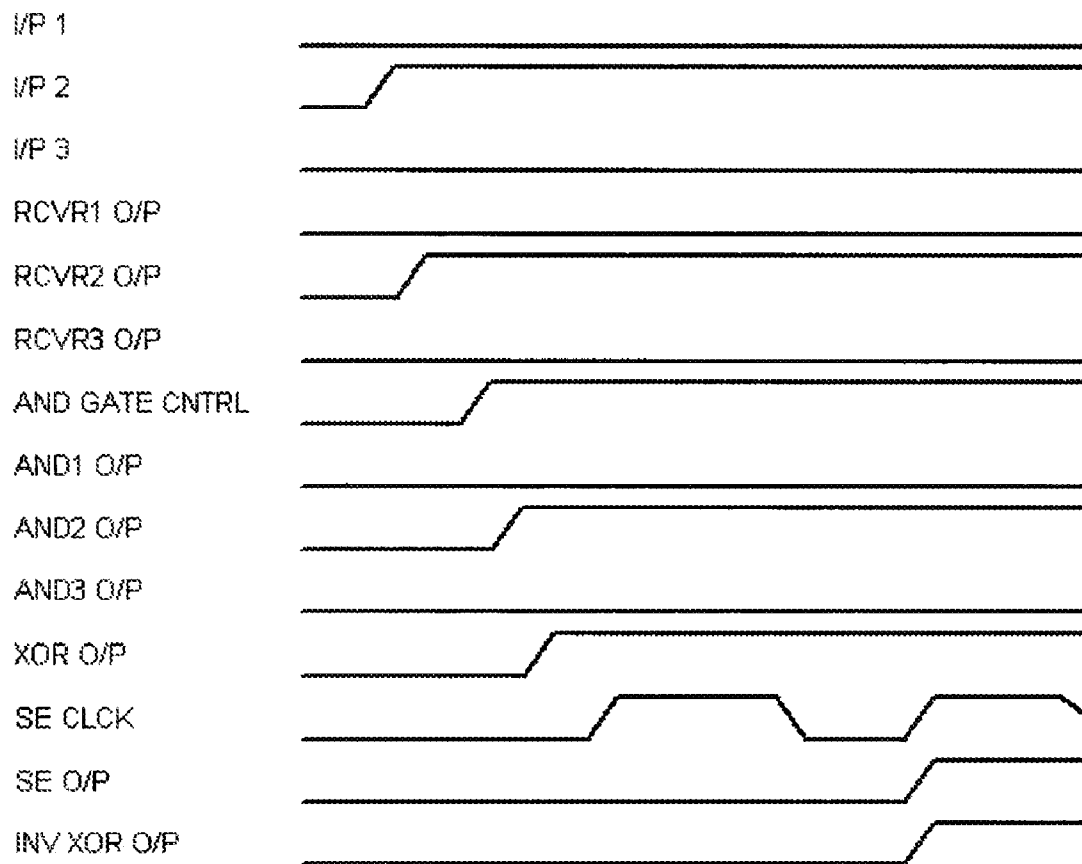 I/P 1
I/P 2
I/P 3
RCVR1 O/P
RCVR2 O/P
RCVR3 O/P
AND GATE CNTRL
AND1 O/P
AND2 O/P
AND3 O/P
XOR O/P
SE CLCK
SE O/P
INV XOR O/P